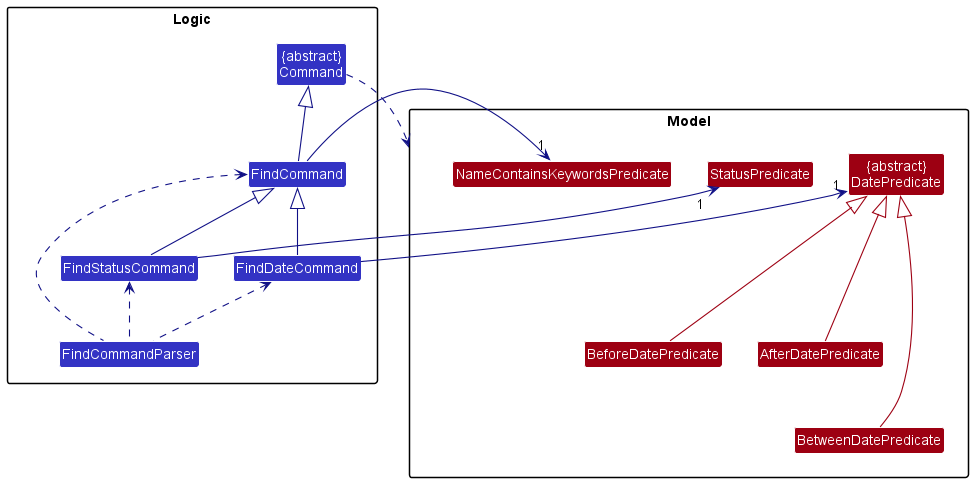 Logic
{abstract}
Command
FindCommand
FindStatusCommand
FindDateCommand
FindCommandParser
Model
1
NameContainsKeywordsPredicate
StatusPredicate
1
{abstract}
DatePredicate
1
BeforeDatePredicate
AfterDatePredicate
BetweenDatePredicate